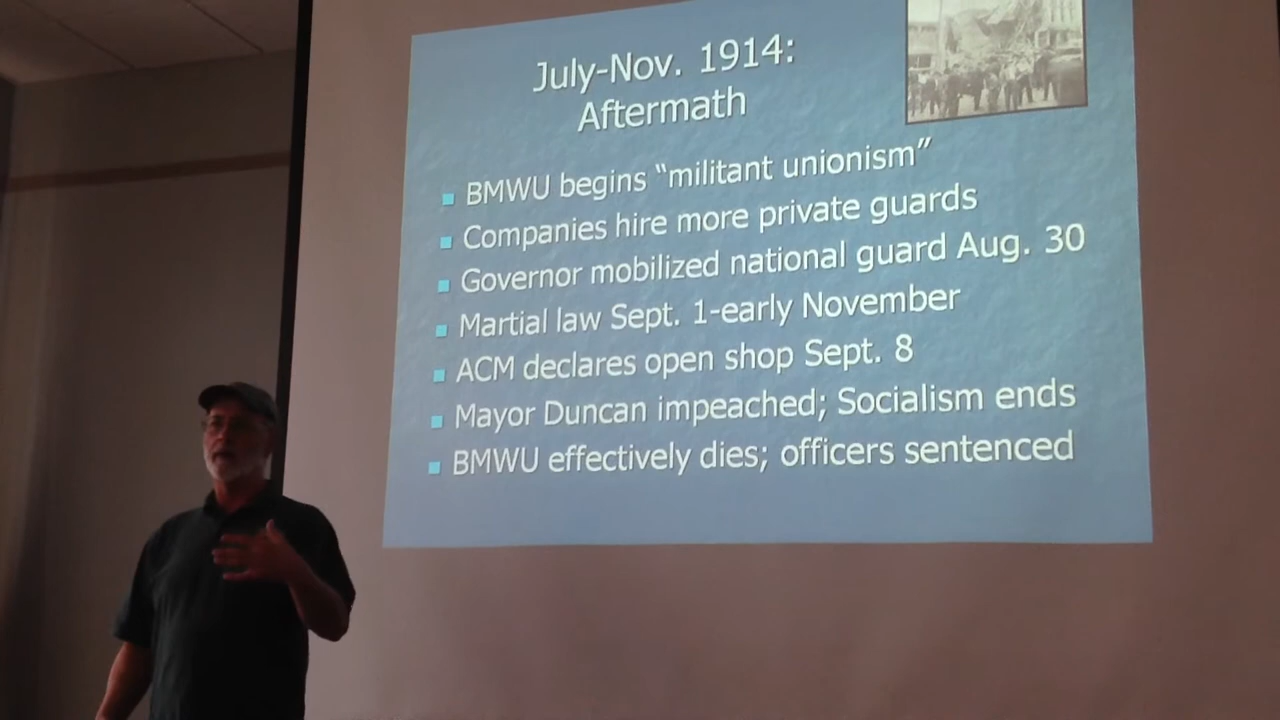 July-Nov. 1914:
Aftermath
BMWU begins “militant unionism”
Companies hire more private guards
Governor mobilized national guard Aug. 30
Martial law Sept. 1-early November
ACM declares open shop Sept. 8
Mayor Duncan impeached; Socialism ends
BMWU effectively dies; officers sentenced